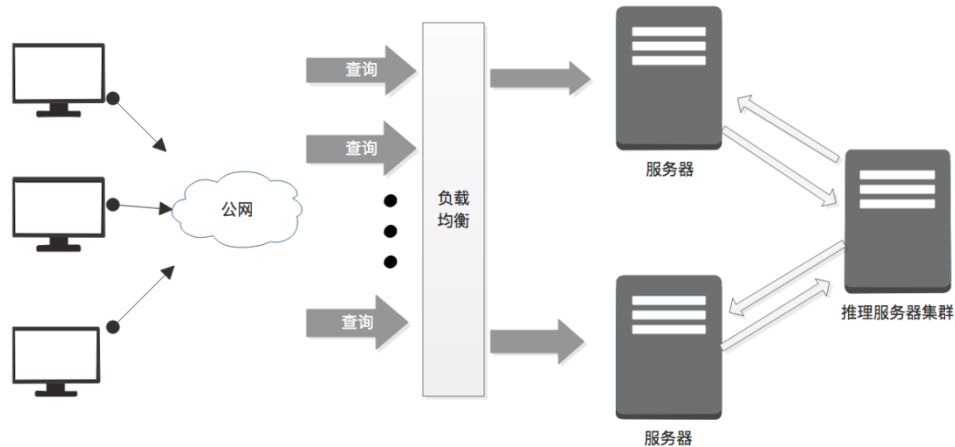 查询
查询
公网
负载
均衡
查询
服务器
推理服务器集群
服务器